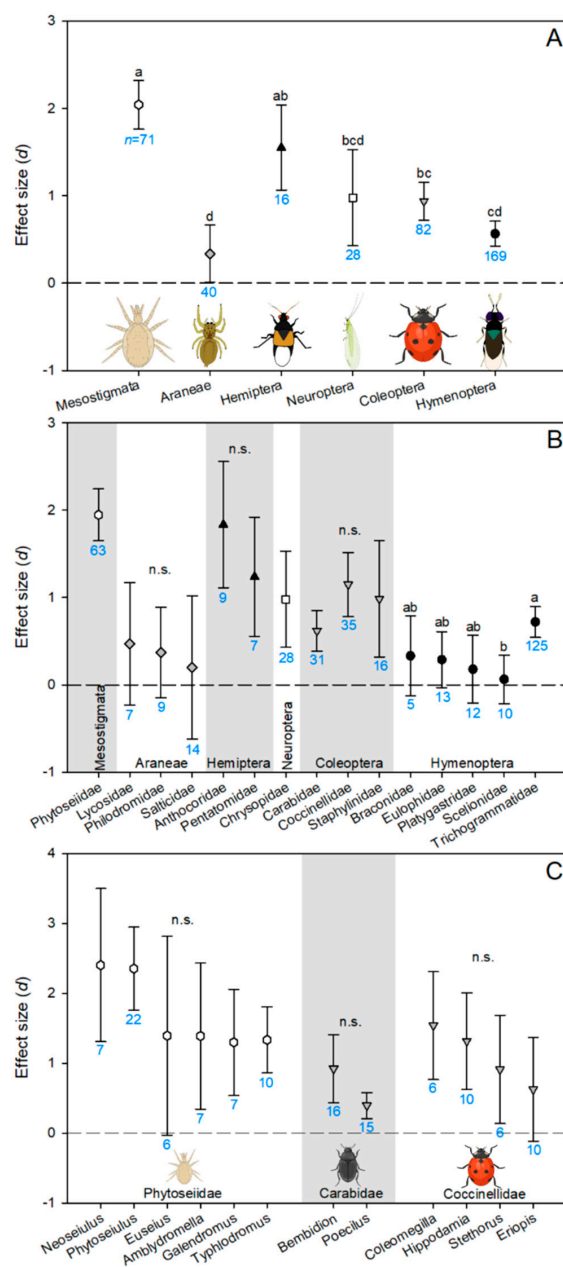 A
3
2
1
0
-1
Effect size (d)
a
d
ab
bcd
bc
cd
n=71
40
16
28
82
169
Mesostigmata
Araneae
Hemiptera
Neuroptera
Coleoptera
Hymenoptera
B
3
2
1
0
-1
Effect size (d)
n.s.
n.s.
n.s.
ab
ab
ab
b
a
63
7
9
14
9
7
28
31
35
16
5
13
12
10
125
Mesostigmata
Araneae
Hemiptera
Neuroptera
Coleoptera
Hymenoptera
Phytoseiidae
Lycosidae
Philodromidae
Salticidae
Anthocoridae
Pentatomidae
Chrysopidae
Carabidae
Coccinellidae
Staphylinidae
Braconidae
Eulophidae
Platygastridae
Scelionidae
Trichogrammatidae
C
4
3
2
1
0
-1
Effect size (d)
n.s.
n.s.
n.s.
7
22
6
7
7
10
16
15
6
10
6
10
Phytoseiidae
Carabidae
Coccinellidae
Neoseiulus
Phytoseiulus
Euseius
Amblydromella
Galendromus
Typhlodromus
Bembidion
Poecilus
Coleomegilla
Hippodamia
Stethorus
Eriopis